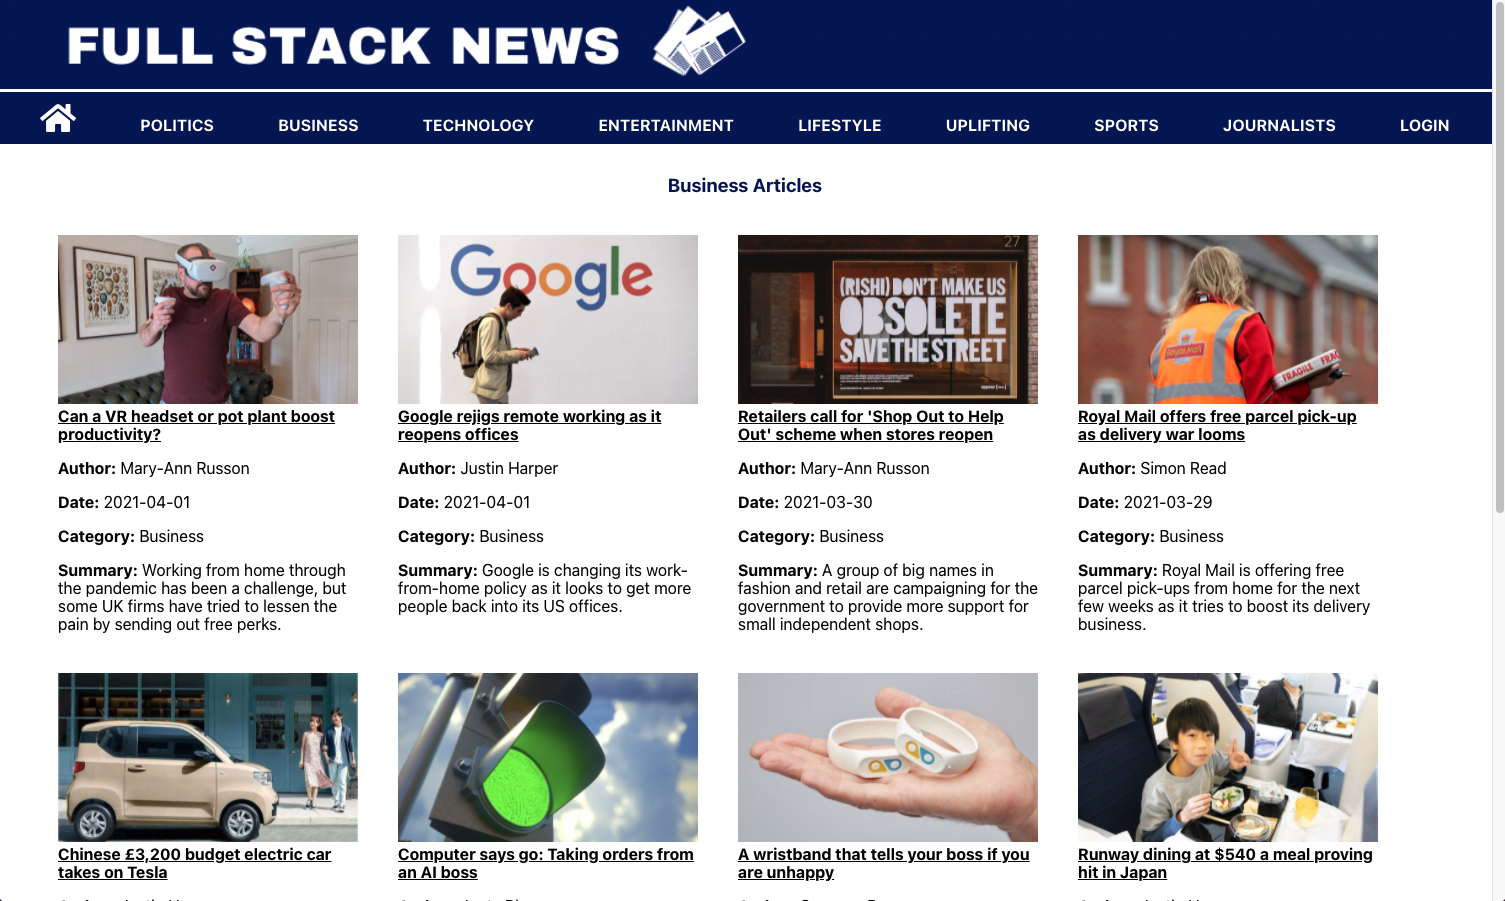 FULL STACK NEWS
POLITICS BUSINESS TECHNOLOGY ENTERTAINMENT LIFESTYLE UPLIFTING SPORTS JOURNALISTS LOGIN
Business Articles
Google
27
(RISHI) DON'T MAKE US
OBSOLETE
SAVE THE STREET
Royal Mail
FRAGILE FRAG
Can a VR headset or pot plant boost
productivity?
Author: Mary-Ann Russon
Date: 2021-04-01
Category: Business
Summary: Working from home through
the pandemic has been a challenge, but
some UK firms have tried to lessen the
pain by sending out free perks.
Google rejigs remote working as it
reopens offices
Author: Justin Harper
Date: 2021-04-01
Category: Business
Summary: Google is changing its work-
from-home policy as it looks to get more
people back into its US offices.
Retailers call for 'Shop Out to Help
Out' scheme when stores reopen
Author: Mary-Ann Russon
Date: 2021-03-30
Category: Business
Summary: A group of big names in
fashion and retail are campaigning for the
government to provide more support for
small independent shops.
Royal Mail offers free parcel pick-up
as delivery war looms
Author: Simon Read
Date: 2021-03-29
Category: Business
Summary: Royal Mail is offering free
parcel pick-ups from home for the next
few weeks as it tries to boost its delivery
business.
Chinese £3,200 budget electric car
takes on Tesla
Computer says go: Taking orders from
an AI boss
A wristband that tells your boss if you
are unhappy
Runway dining at $540 a meal proving
hit in Japan